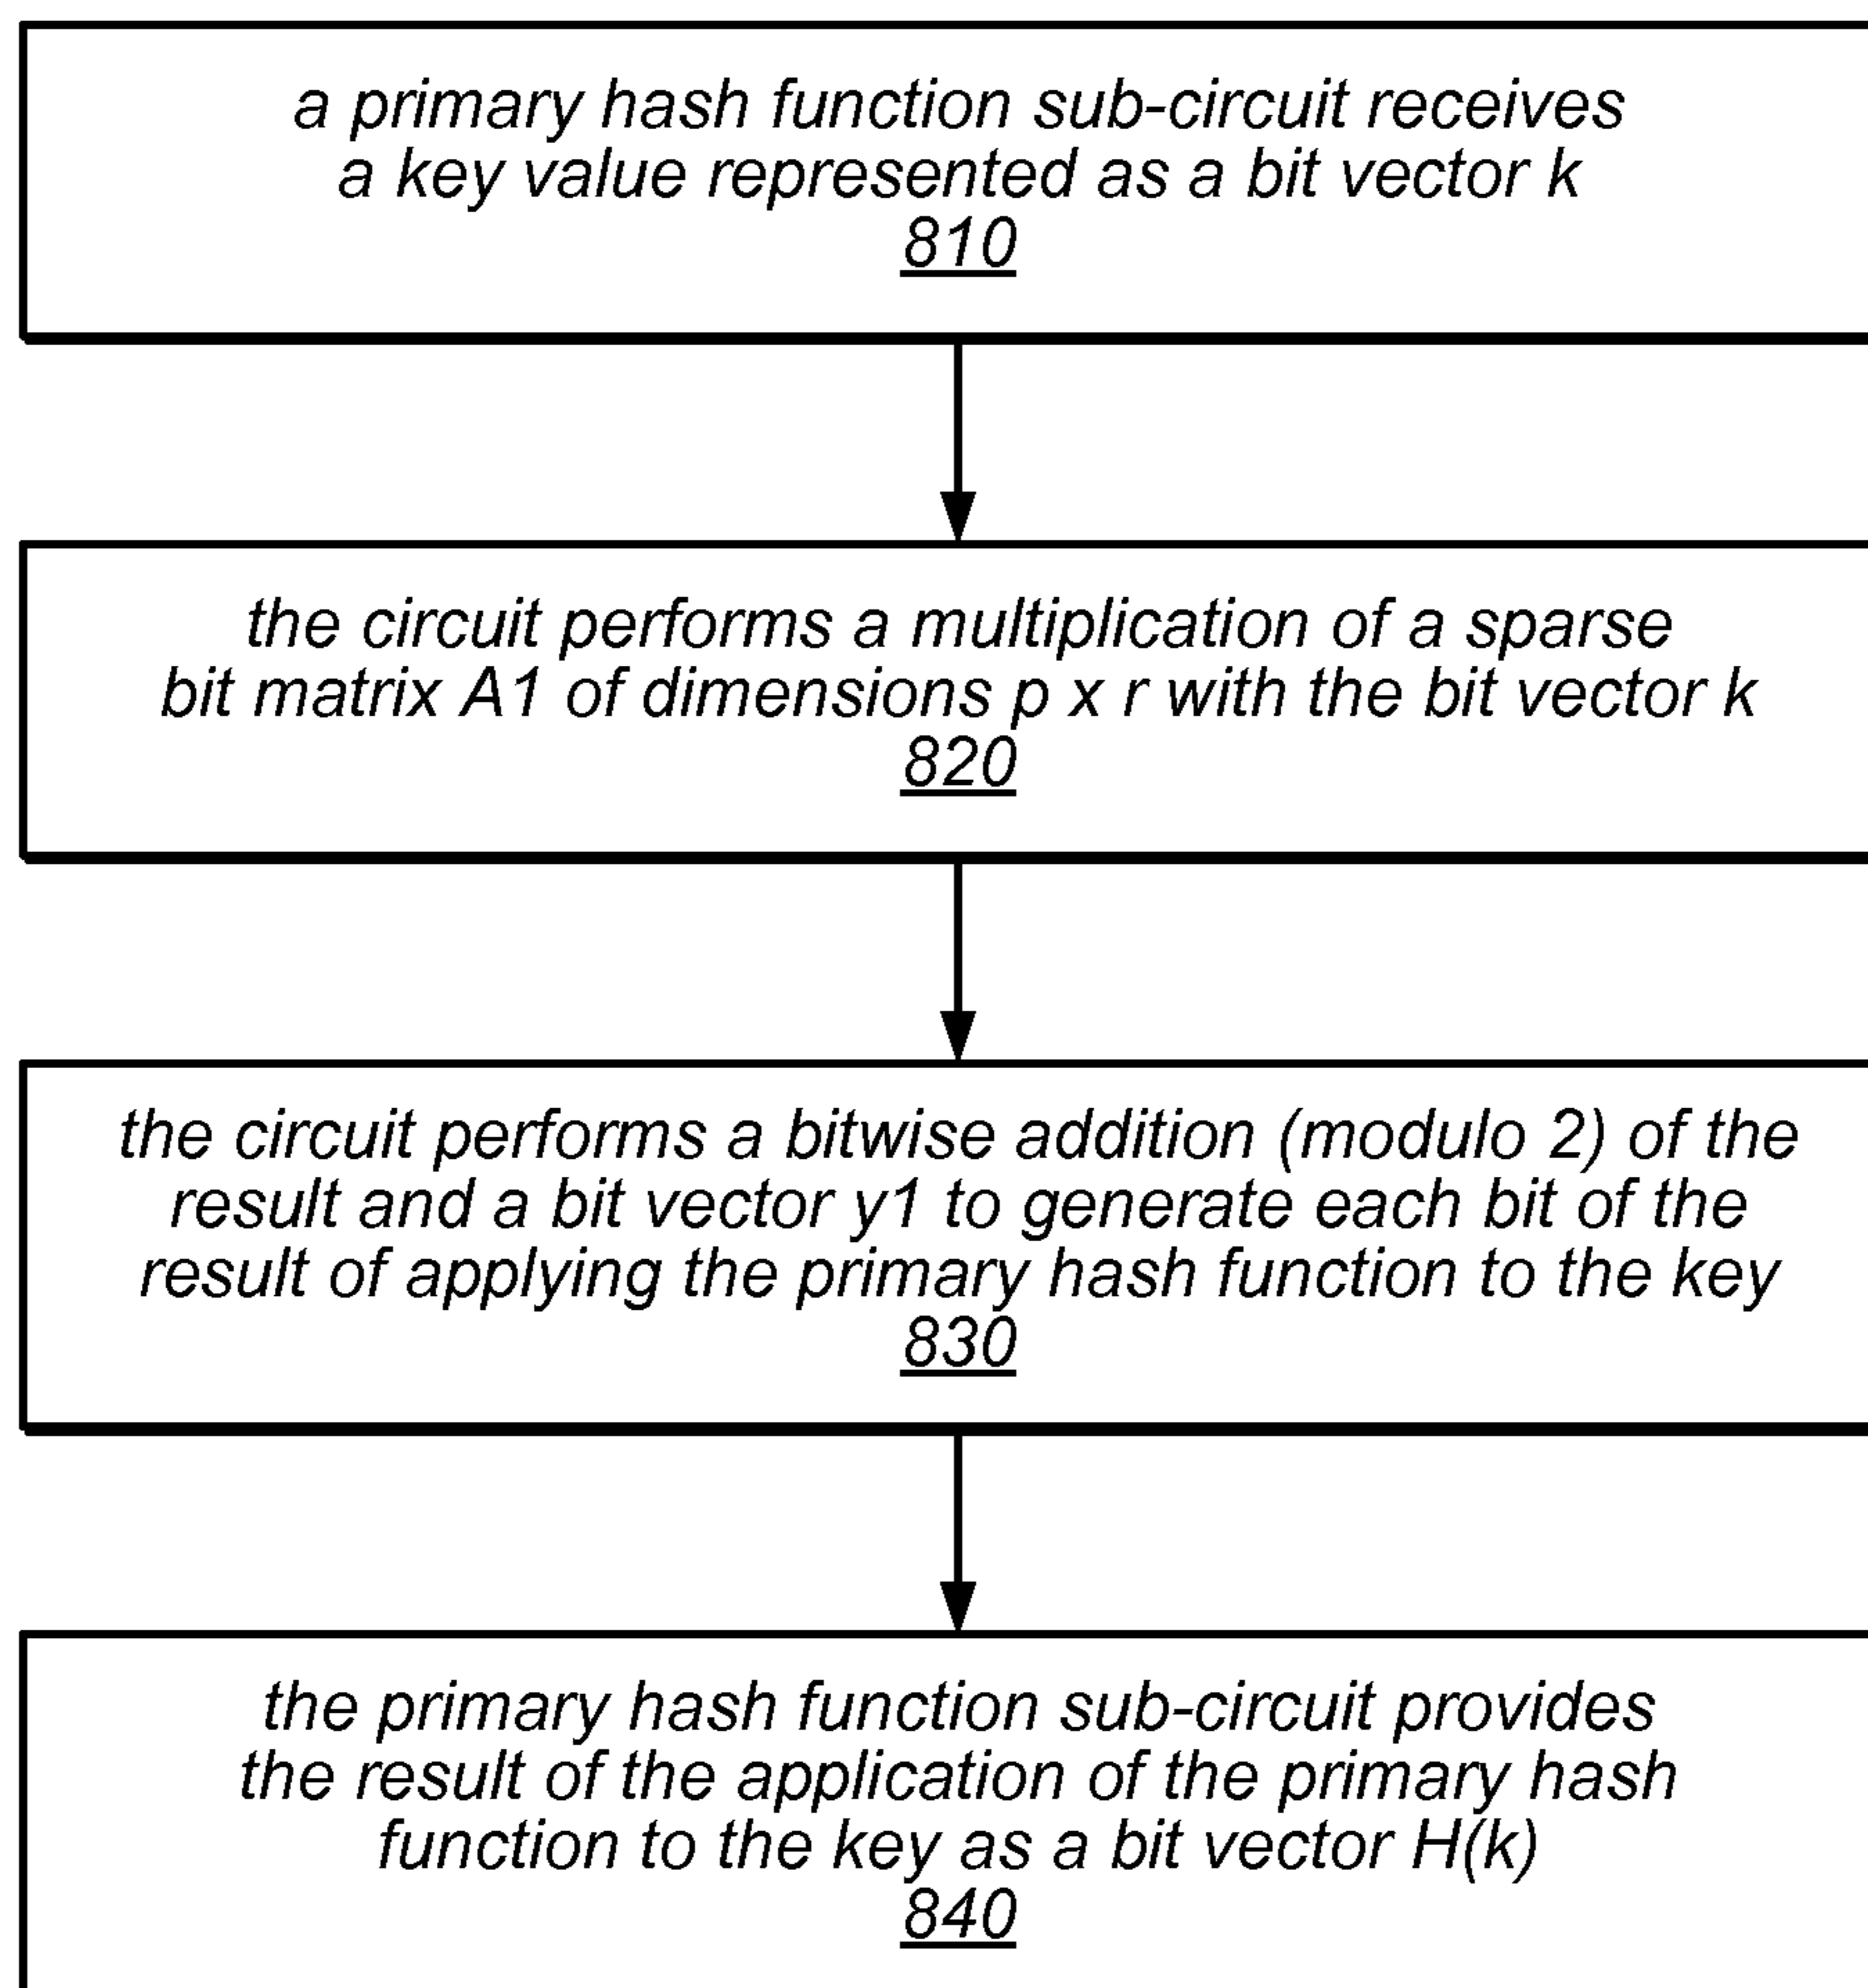 a primary hash function sub-circuit receives
a key value represented as a bit vector k
810
the circuit performs a multiplication of a sparse
bit matrix A1 of dimensions p x r with the bit vector k
820
the circuit performs a bitwise addition (modulo 2) of the
result and a bit vector y1 to generate each bit of the
result of applying the primary hash function to the key
830
the primary hash function sub-circuit provides
the result of the application of the primary hash
function to the key as a bit vector H(k)
840